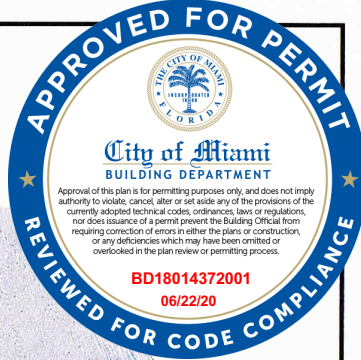 APPROVED FOR PERMIT
THE CITY OF MIAMI
INCORP ORATED
18 96
FLORIDA
City of Miami
BUILDING DEPARTMENT
Approval of this plan is for permitting purposes only, and does not imply
authority to violate, cancel, alter or set aside any of the provisions of the
currently adopted technical codes, ordinances, laws or regulations,
nor does issuance of a permit prevent the Building Official from
requiring correction of errors in either the plans or construction,
or any deficiencies which may have been omitted or
overlooked in the plan review or permitting process.
BD18014372001
06/22/20
REVIEWED FOR CODE COMPLIANCE